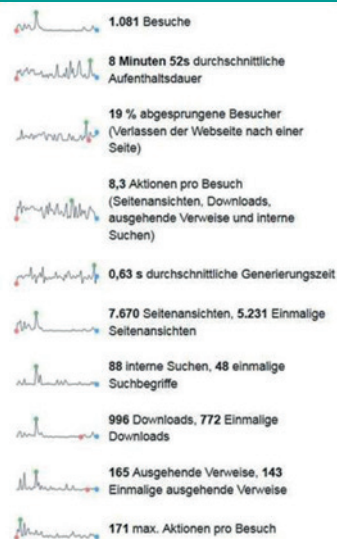 1.081 Besuche
8 Minuten 52s durchschnittliche
Aufenthaltsdauer
19 % abgesprungene Besucher
(Verlassen der Webseite nach einer
Seite)
8,3 Aktionen pro Besuch
(Seitenansichten, Downloads,
ausgehende Verweise und interne
Suchen)
0,63 s durchschnittliche Generierungszeit
7.670 Seitenansichten, 5.231 Einmalige
Seitenansichten
88 interne Suchen, 48 einmalige
Suchbegriffe
996 Downloads, 772 Einmalige
Downloads
165 Ausgehende Verweise, 143
Einmalige ausgehende Verweise
171 max. Aktionen pro Besuch